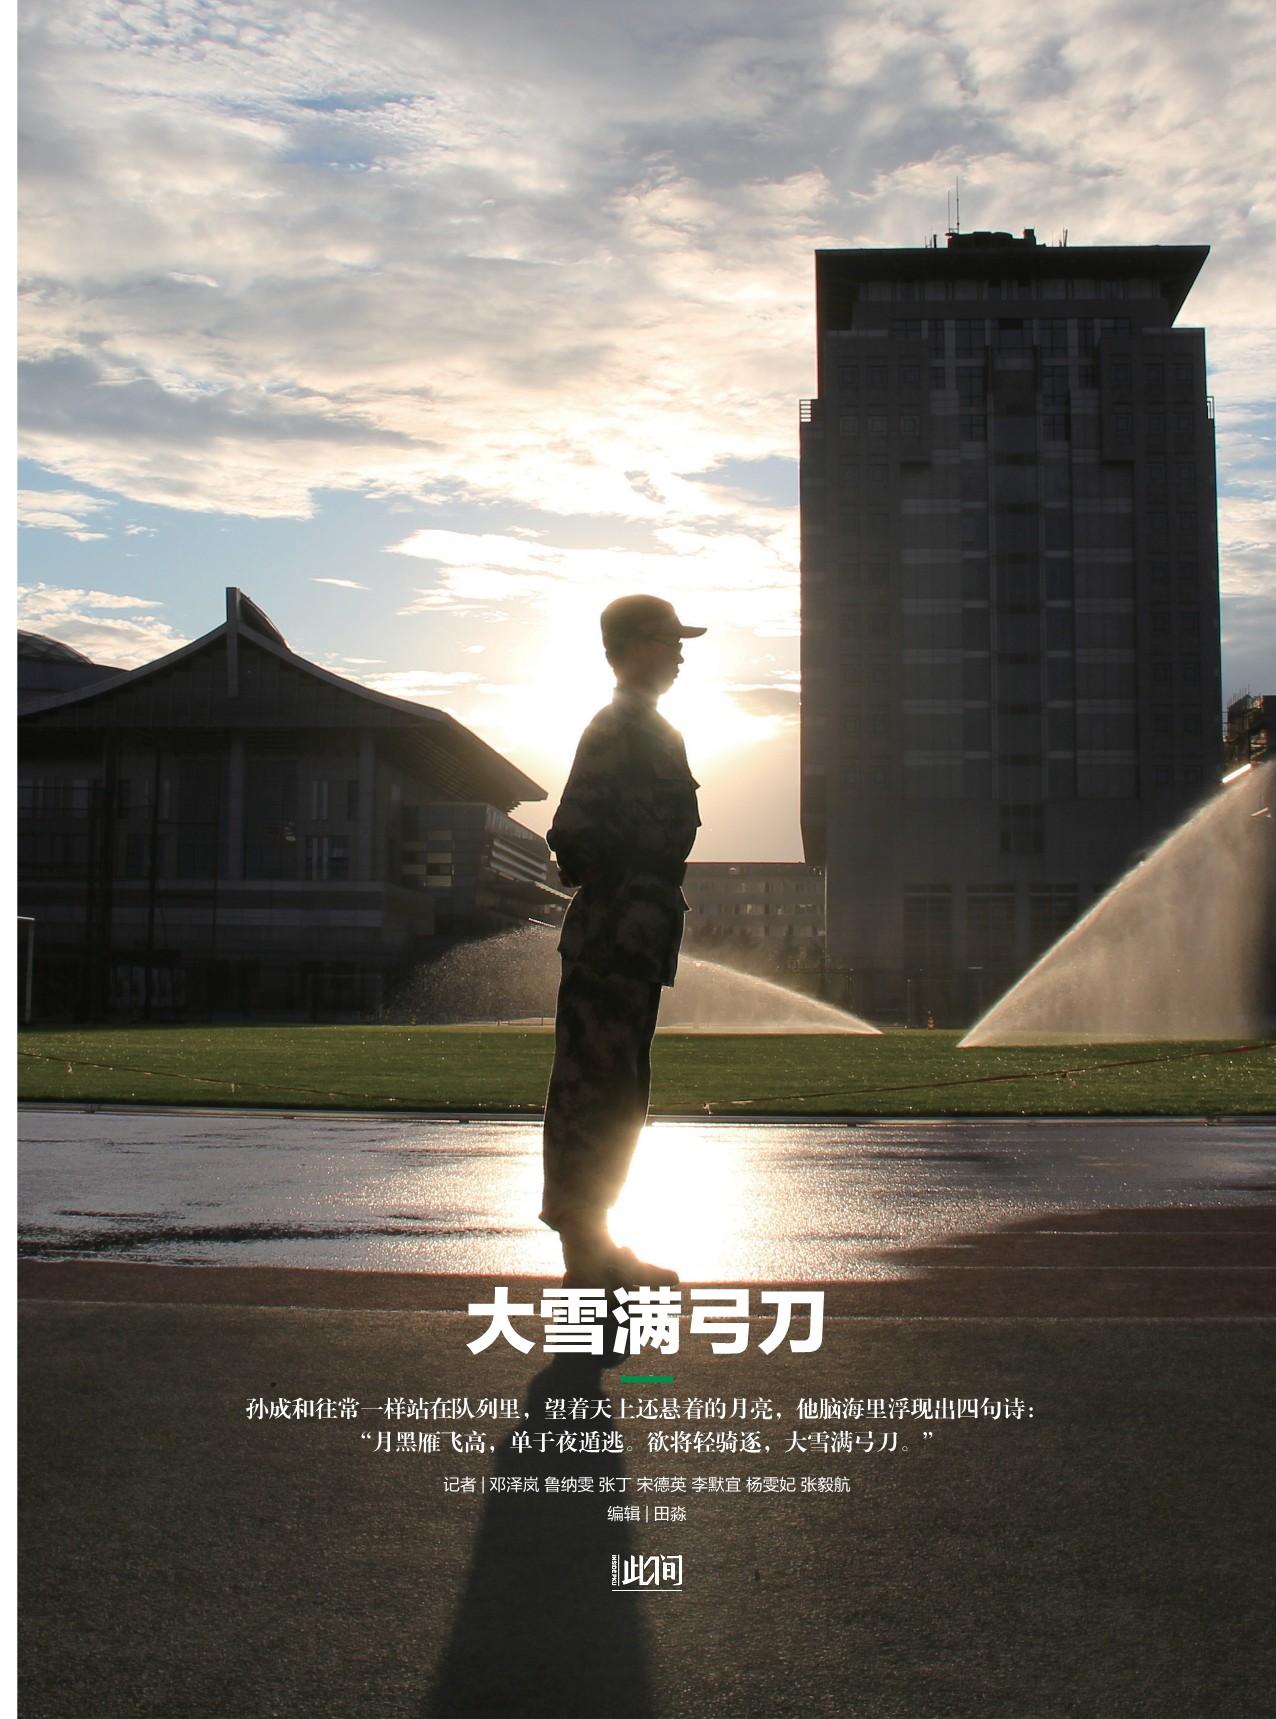 大雪满弓刀
孙成和往常一样站在队列里，望着天上还悬着的月亮，他脑海里浮现出四句诗：
“月黑雁飞高，单于夜遁逃。欲将轻骑逐，大雪满弓刀。”
记者 | 邓泽岚 鲁纳雯 张丁 宋德英 李默宜 杨雯妃 张毅航
编辑 | 田淼
INSIDEPKU
此间